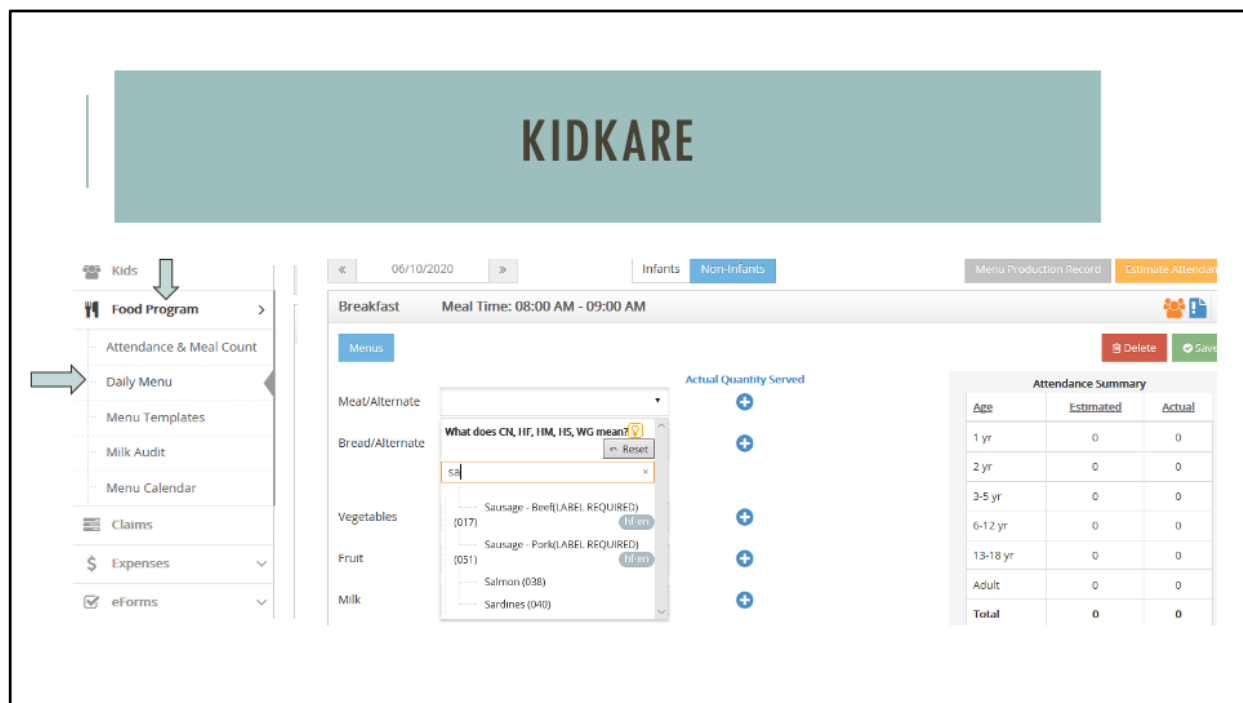 KIDKARE
Kids
Food Program
Attendance & Meal Count
Daily Menu
Menu Templates
Milk Audit
Menu Calendar
Claims
$ Expenses
eForms
« 06/10/2020 »
Infants Non-Infants
Menu Production Record
Estimate Attendan
Breakfast Meal Time: 08:00 AM - 09:00 AM
Menus
Delete
Save
Actual Quantity Served
Meat/Alternate
Bread/Alternate
Vegetables
Fruit
Milk
What does CN, HF, HM, HS, WG mean?
Reset
sa ×
Sausage - Beef(LABEL REQUIRED)
(017) hf-en
Sausage - Pork(LABEL REQUIRED)
(051) hf-en
Salmon (038)
Sardines (040)
Attendance Summary
Age Estimated Actual
1 yr 0 0
2 yr 0 0
3-5 yr 0 0
6-12 yr 0 0
13-18 yr 0 0
Adult 0 0
Total 0 0